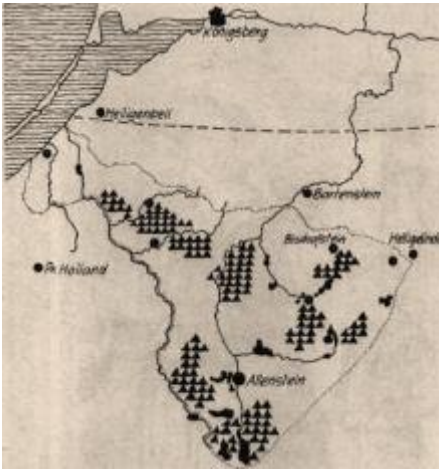 Königsberg
Heiligenbeil
Bartenstein
Bischofstein
Heiligelinde
Pr. Holland
Allenstein